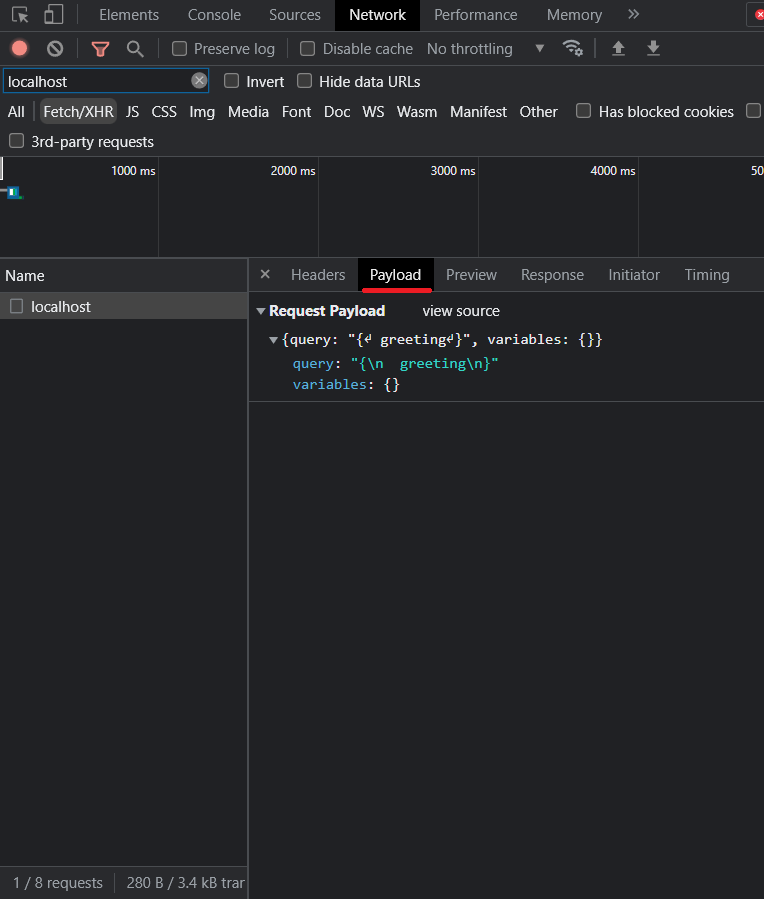 Elements Console Sources Network Performance Memory »
Preserve log Disable cache No throttling
localhost Invert Hide data URLs
All Fetch/XHR JS CSS Img Media Font Doc WS Wasm Manifest Other Has blocked cookies
3rd-party requests
1000 ms 2000 ms 3000 ms 4000 ms 50
Name × Headers Payload Preview Response Initiator Timing
localhost
Request Payload view source
{query: "{↲ greeting↲}", variables: {}}
query: "{\n  greeting\n}"
variables: {}
1 / 8 requests 280 B / 3.4 kB tran